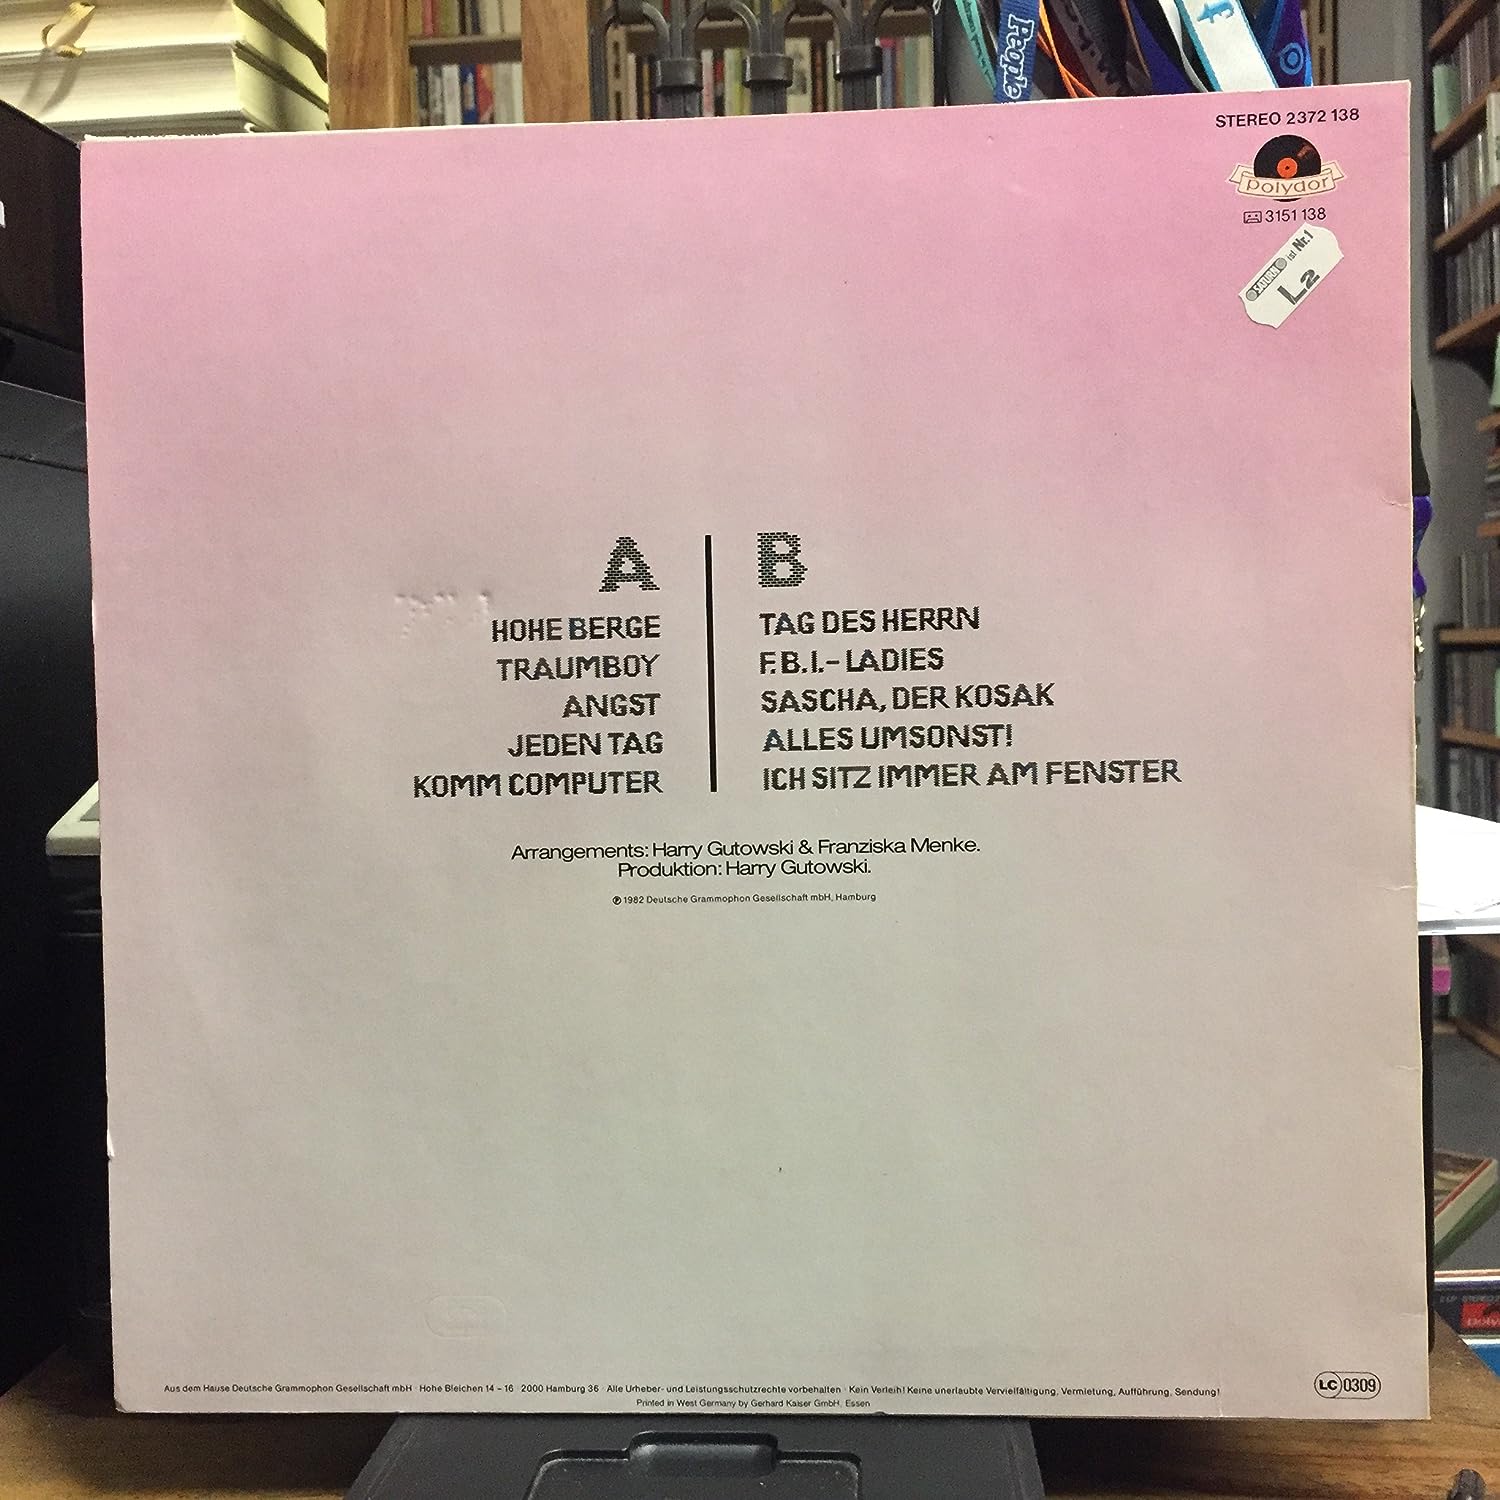 People
STEREO 2372 138
polydor
3151 138
SATURN ist Nr.1
L2
A
HOHE BERGE
TRAUMBOY
ANGST
JEDEN TAG
KOMM COMPUTER
B
TAG DES HERRN
F.B.I.-LADIES
SASCHA, DER KOSAK
ALLES UMSONST!
ICH SITZ IMMER AM FENSTER
Arrangements: Harry Gutowski & Franziska Menke.
Produktion: Harry Gutowski.
℗ 1982 Deutsche Grammophon Gesellschaft mbH, Hamburg
Aus dem Hause Deutsche Grammophon Gesellschaft mbH · Hohe Bleichen 14 - 16 · 2000 Hamburg 36 · Alle Urheber- und Leistungsschutzrechte vorbehalten · Kein Verleih! Keine unerlaubte Vervielfältigung, Vermietung, Aufführung, Sendung!
Printed in West Germany by Gerhard Kaiser GmbH, Essen
LC 0309